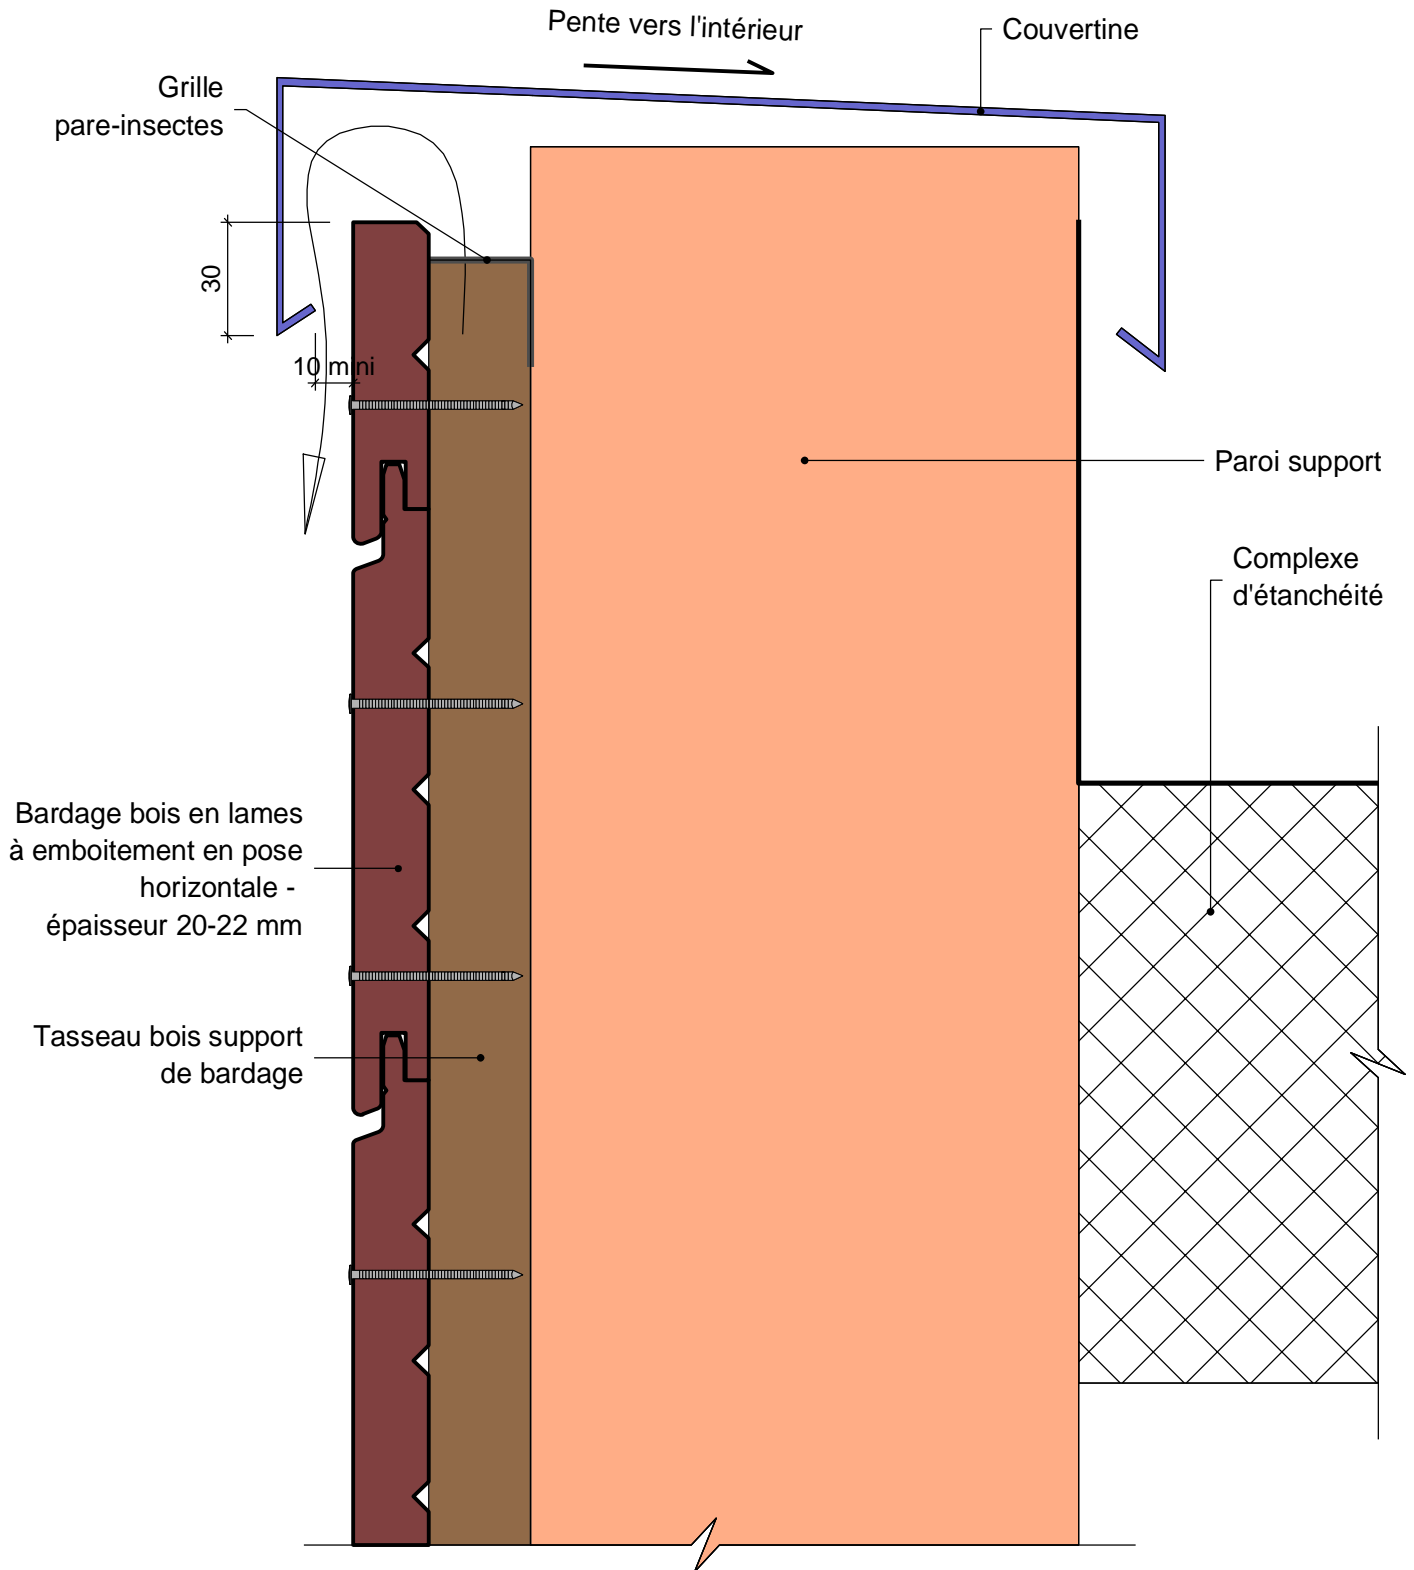 Pente vers l'intérieur
Couvertine
Grille
pare-insectes
30
10 mini
Paroi support
Complexe
d'étanchéité
Bardage bois en lames
à emboitement en pose
horizontale -
épaisseur 20-22 mm
Tasseau bois support
de bardage